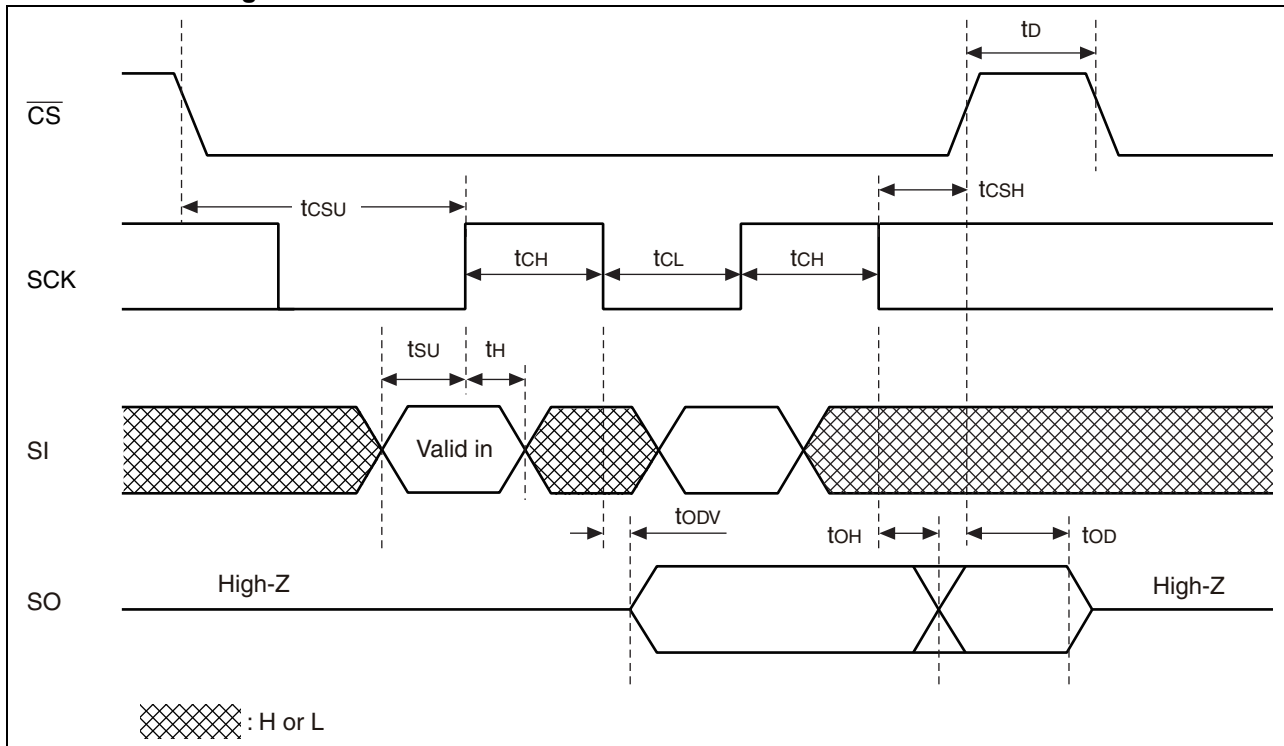 tD
CS
tCSH
tCSU
SCK
tCH
tCL
tCH
tSU
tH
SI
Valid in
tODV
tOH
tOD
SO
High-Z
High-Z
: H or L